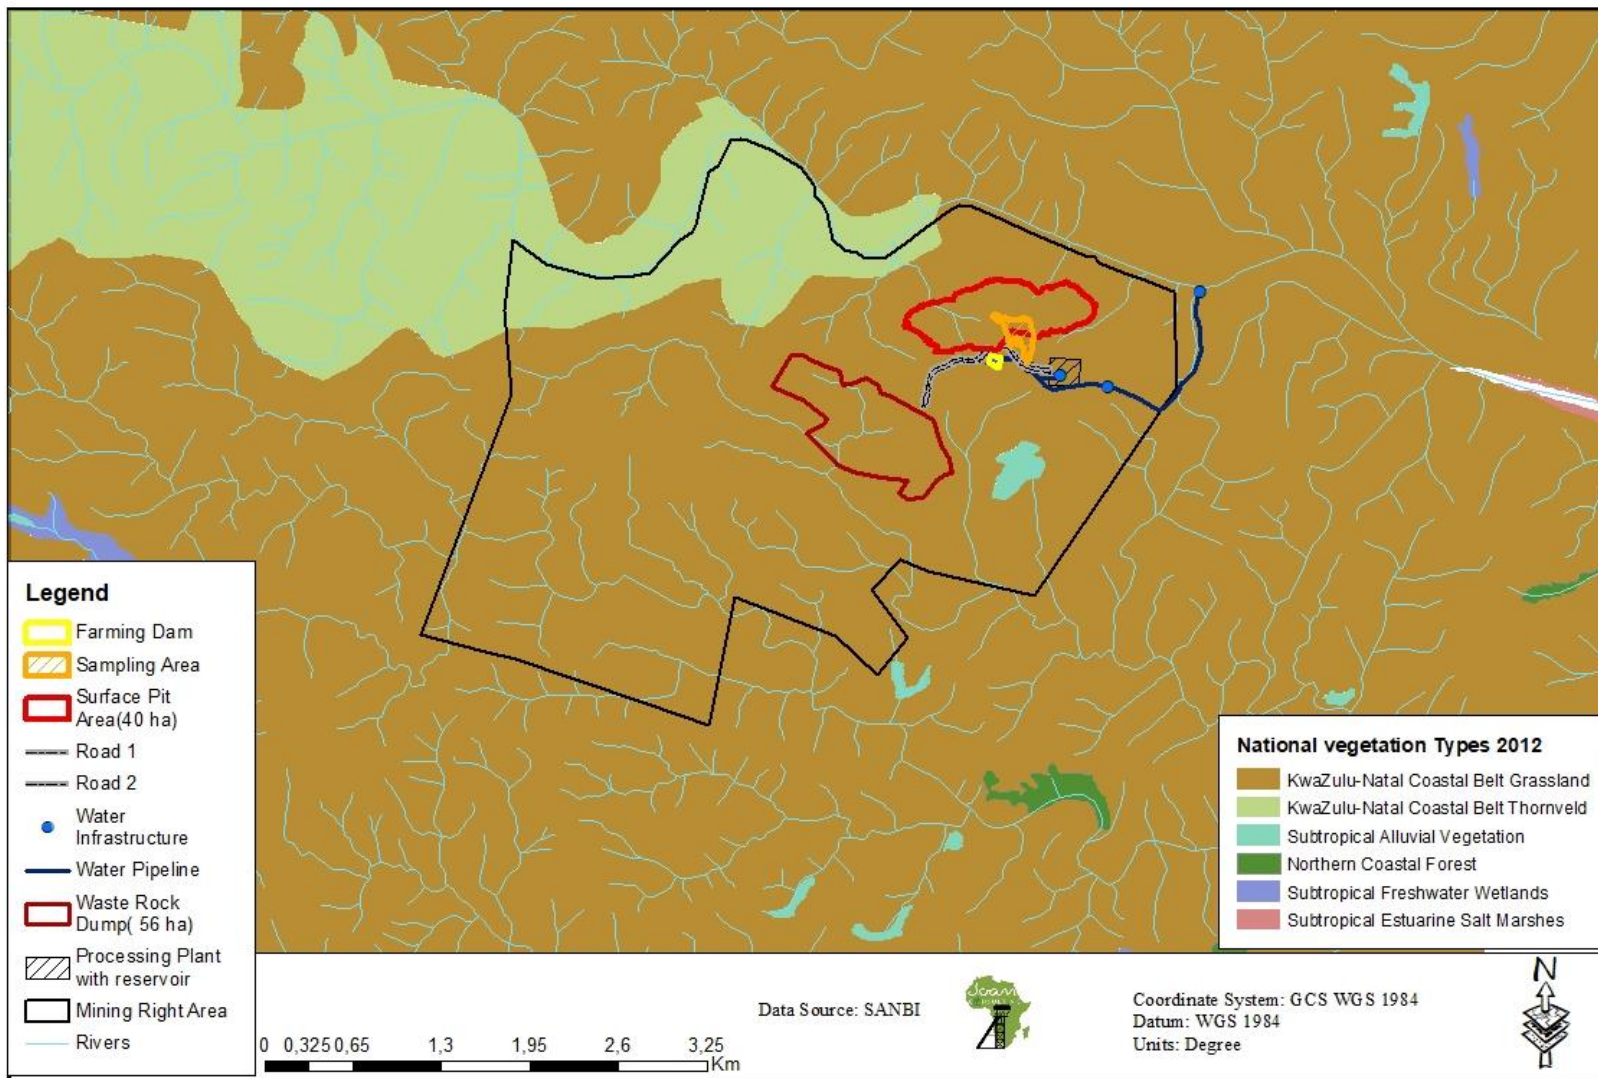 Legend
Farming Dam
Sampling Area
Surface Pit
Area(40 ha)
Road 1
Road 2
Water
Infrastructure
Water Pipeline
Waste Rock
Dump( 56 ha)
Processing Plant
with reservoir
Mining Right Area
Rivers
National vegetation Types 2012
KwaZulu-Natal Coastal Belt Grassland
KwaZulu-Natal Coastal Belt Thornveld
Subtropical Alluvial Vegetation
Northern Coastal Forest
Subtropical Freshwater Wetlands
Subtropical Estuarine Salt Marshes
0 0,325 0,65 1,3 1,95 2,6 3,25
Km
Data Source: SANBI
Coordinate System: GCS WGS 1984
Datum: WGS 1984
Units: Degree
N